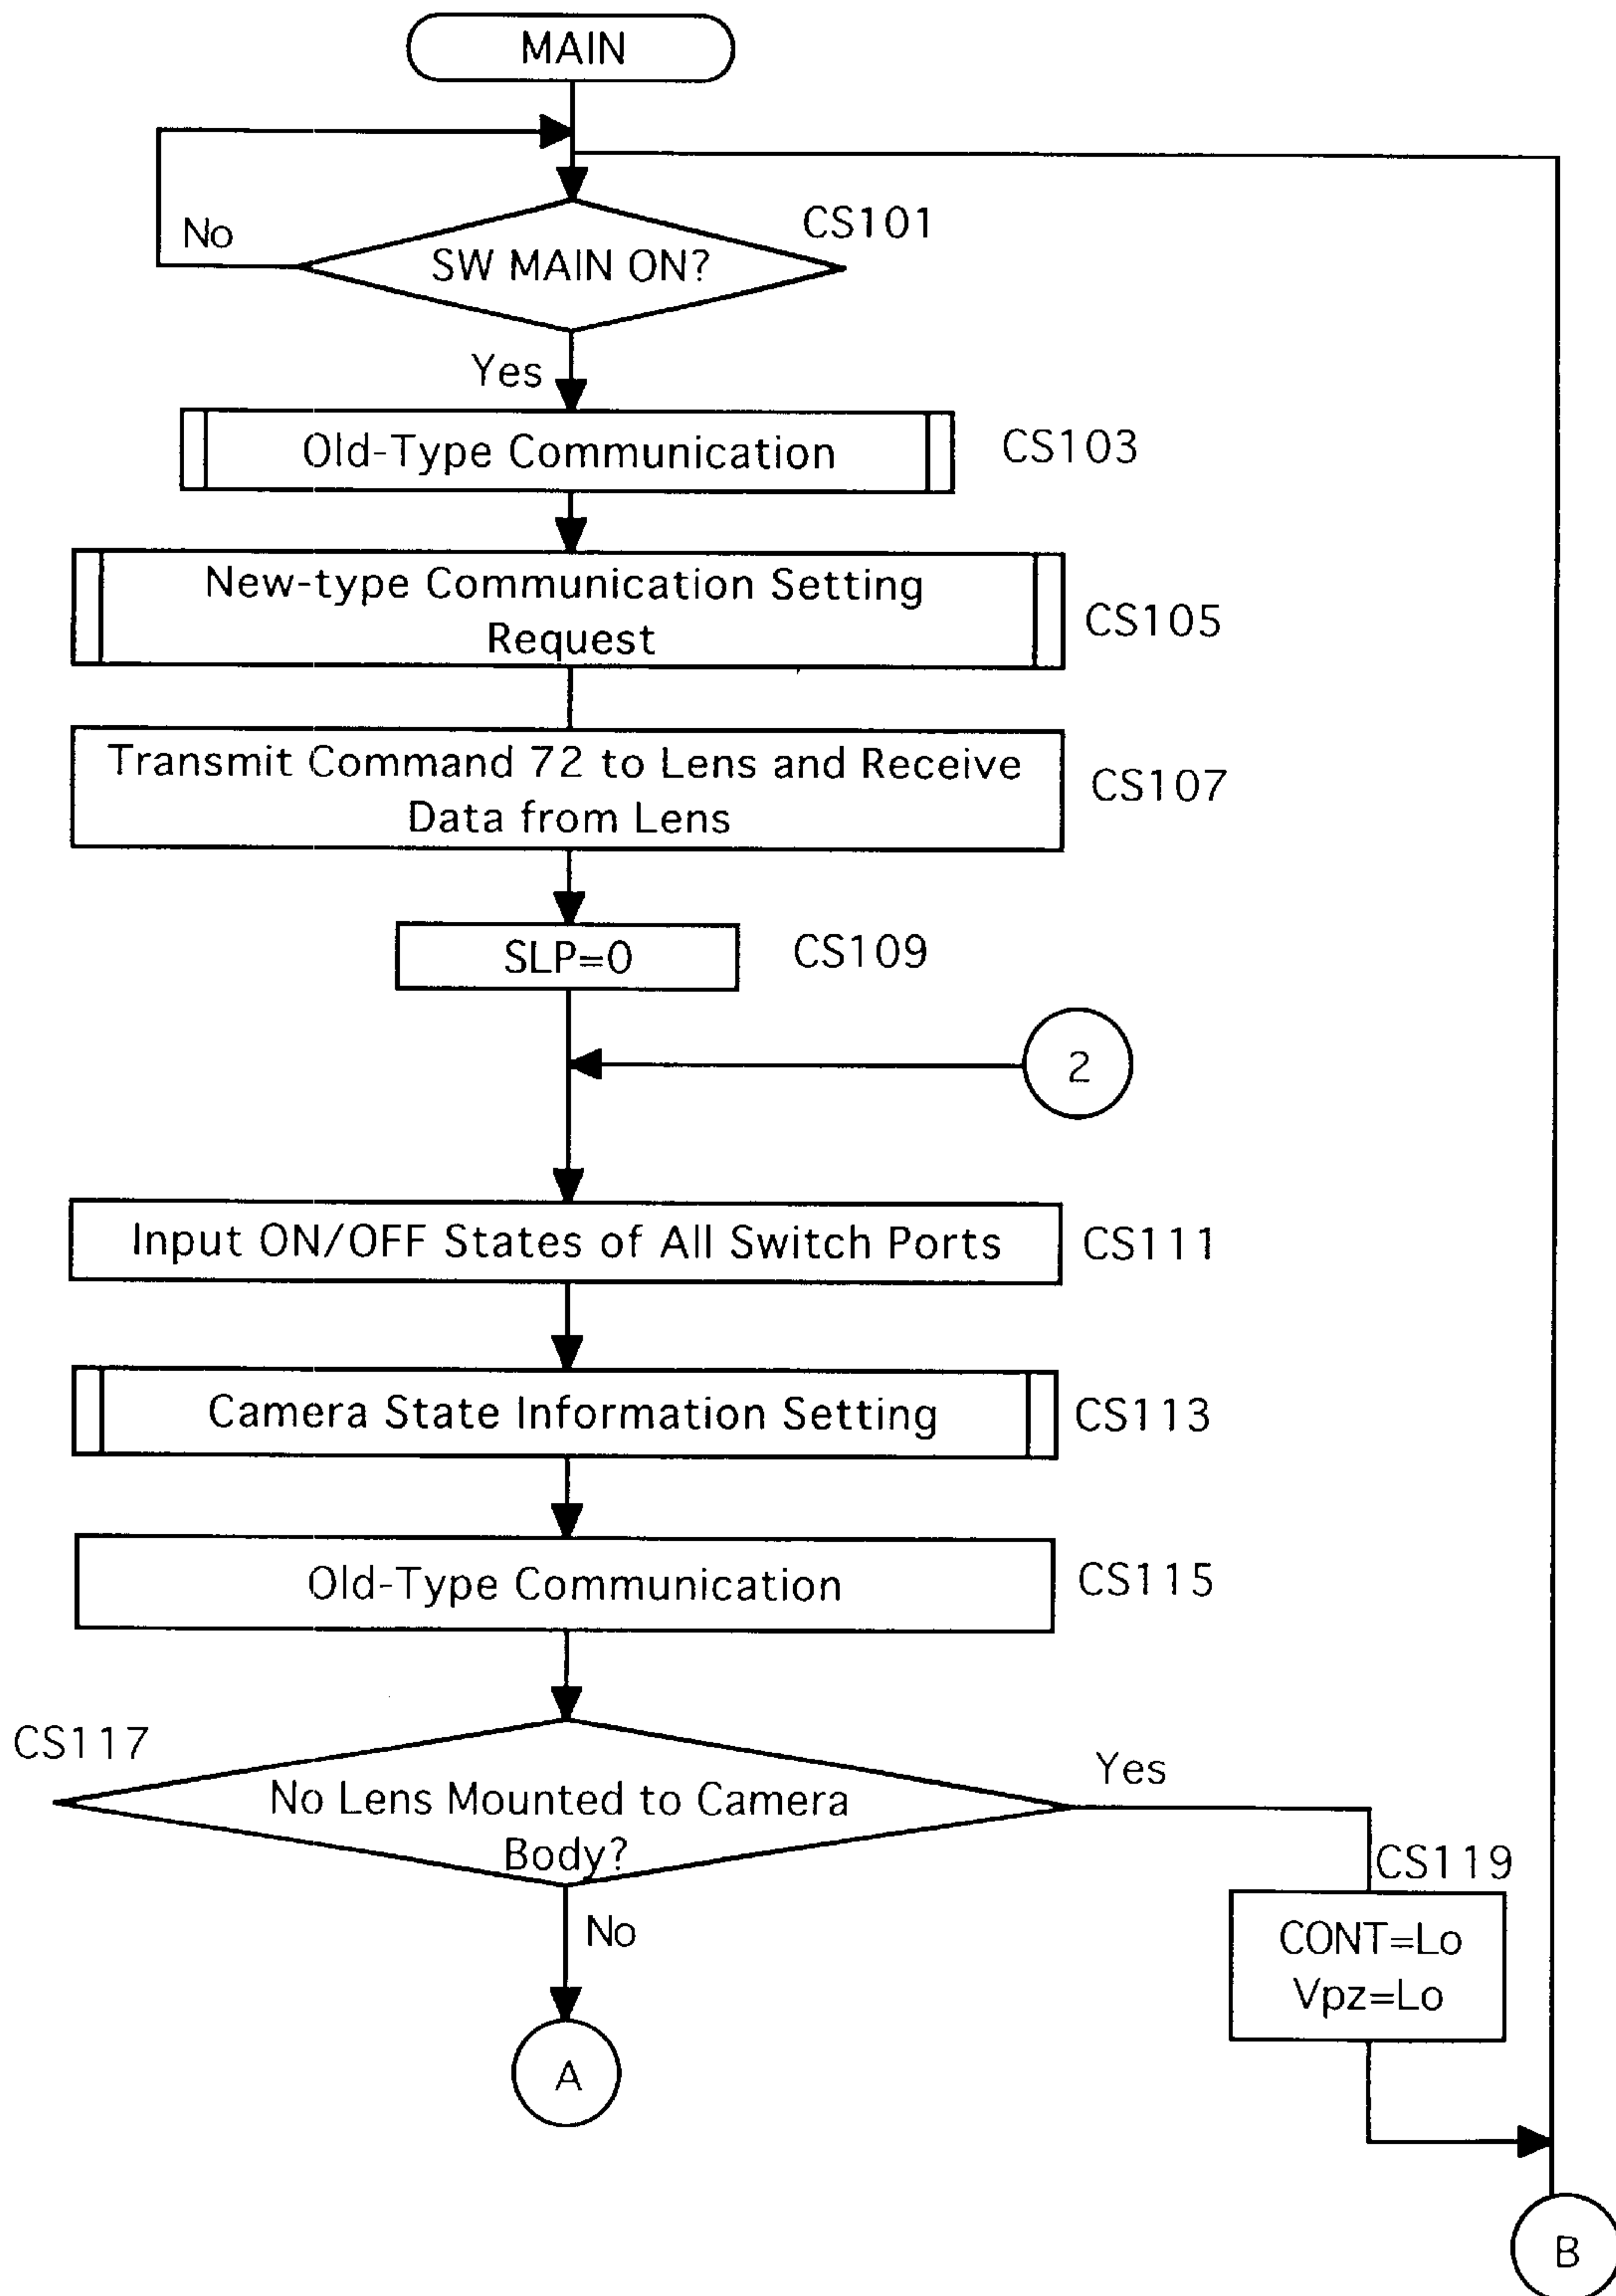 MAIN
CS101
No
SW MAIN ON?
Yes
Old-Type Communication
CS103
New-type Communication Setting
Request
CS105
Transmit Command 72 to Lens and Receive
Data from Lens
CS107
SLP=0
CS109
2
Input ON/OFF States of All Switch Ports
CS111
Camera State Information Setting
CS113
Old-Type Communication
CS115
CS117
No Lens Mounted to Camera
Body?
Yes
CS119
CONT=Lo
Vpz=Lo
No
A
B